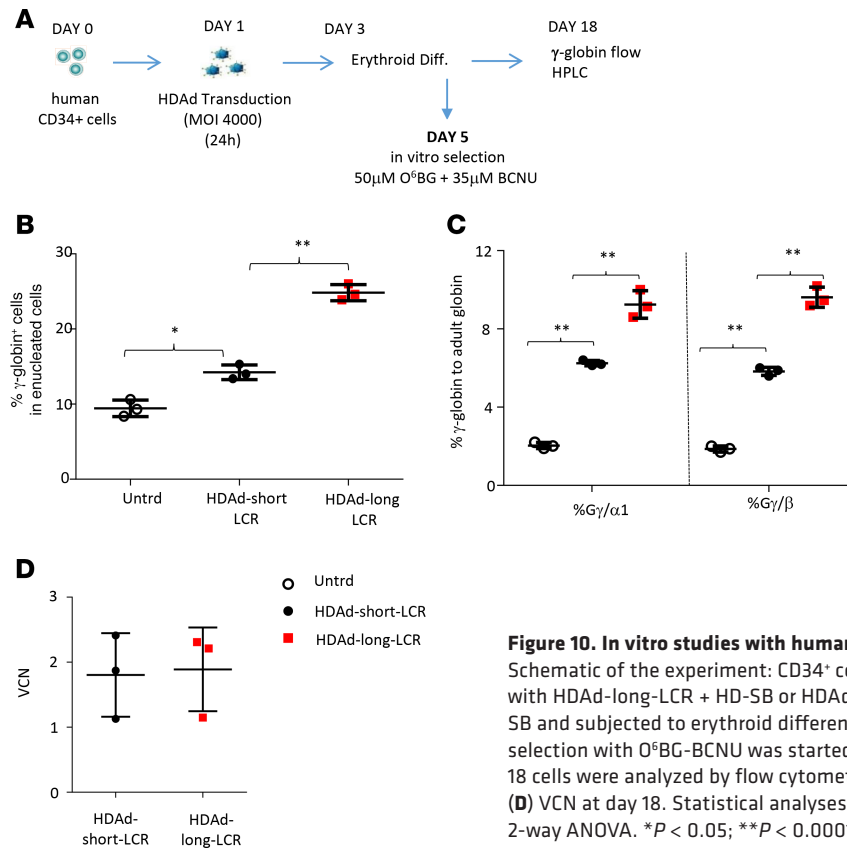 A
DAY 0
DAY 1
DAY 3
DAY 18
Erythroid Diff.
γ-globin flow
HPLC
human
CD34+ cells
HDAd Transduction
(MOI 4000)
(24h)
DAY 5
in vitro selection
50μM O⁶BG + 35μM BCNU
B
% γ-globin⁺ cells
in enucleated cells
30
20
10
0
*
**
Untrd
HDAd-short
LCR
HDAd-long
LCR
C
% γ-globin to adult globin
12
8
4
0
**
**
**
**
%Gγ/α1
%Gγ/β
D
VCN
3
2
1
0
HDAd-
short-LCR
HDAd-
long-LCR
Untrd
HDAd-short-LCR
HDAd-long-LCR
Figure 10. In vitro studies with human
Schematic of the experiment: CD34⁺ ce
with HDAd-long-LCR + HD-SB or HDAd
SB and subjected to erythroid differen
selection with O⁶BG-BCNU was started
18 cells were analyzed by flow cytomet
(D) VCN at day 18. Statistical analyses
2-way ANOVA. *P < 0.05; **P < 0.000